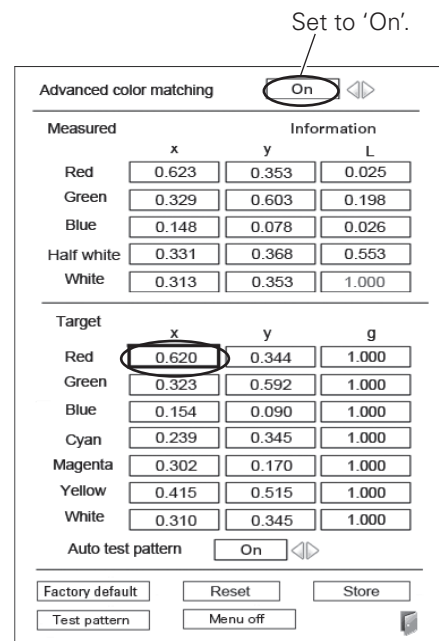 Set to ‘On’.
Advanced color matching On
Measured Information
x y L
Red 0.623 0.353 0.025
Green 0.329 0.603 0.198
Blue 0.148 0.078 0.026
Half white 0.331 0.368 0.553
White 0.313 0.353 1.000
Target
x y g
Red 0.620 0.344 1.000
Green 0.323 0.592 1.000
Blue 0.154 0.090 1.000
Cyan 0.239 0.345 1.000
Magenta 0.302 0.170 1.000
Yellow 0.415 0.515 1.000
White 0.310 0.345 1.000
Auto test pattern On
Factory default Reset Store
Test pattern Menu off